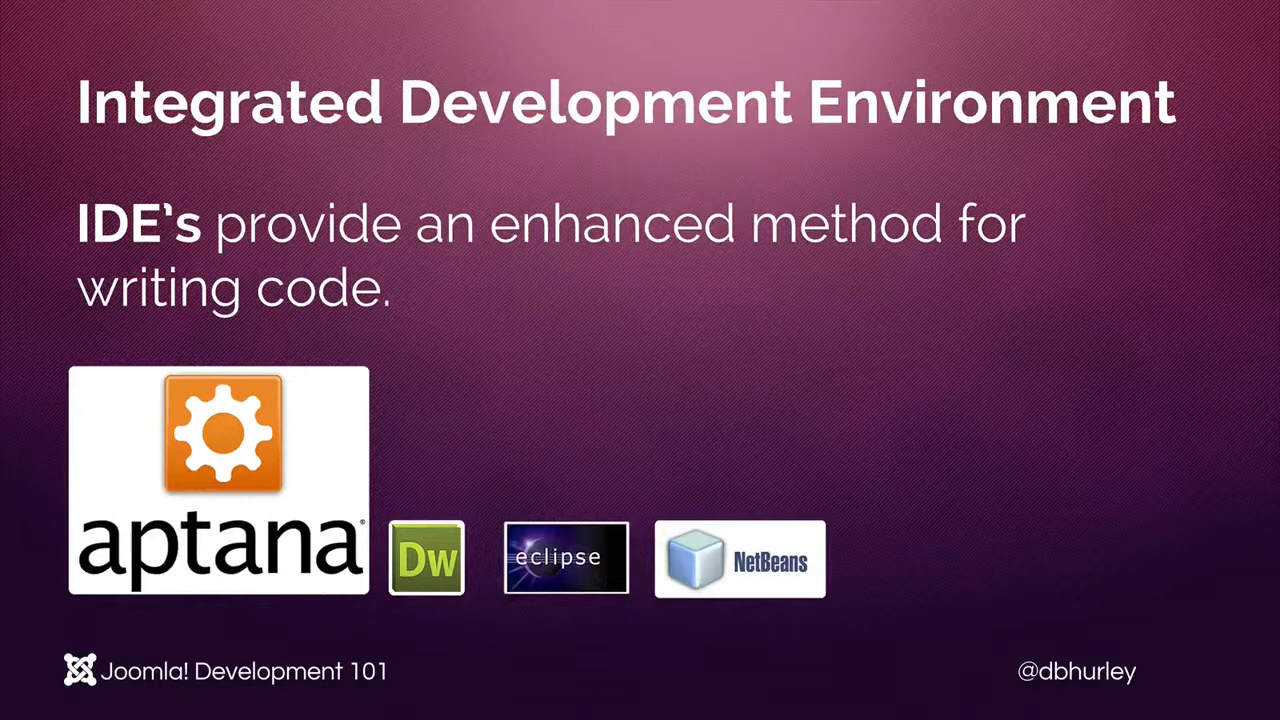 Integrated Development Environment
IDE's provide an enhanced method for
writing code.
aptana®
Dw
eclipse
NetBeans
Joomla! Development 101
@dbhurley